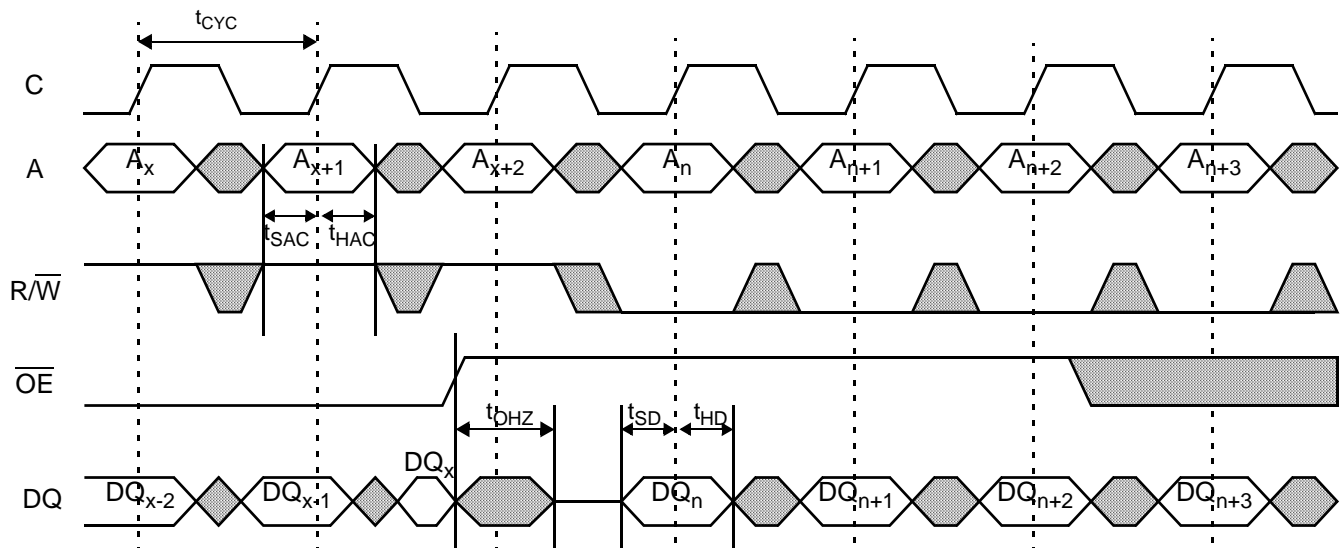 tCYC
C
A Ax Ax+1 Ax+2 An An+1 An+2 An+3
tSAC tHAC
R/W̅
O̅E̅
tOHZ tSD tHD
DQx
DQ DQx-2 DQx-1 DQn DQn+1 DQn+2 DQn+3